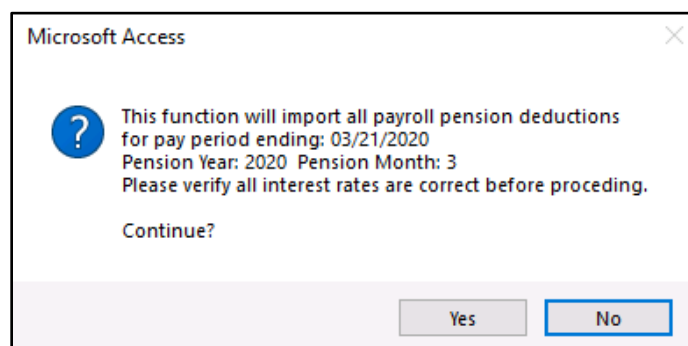 Microsoft Access
This function will import all payroll pension deductions
for pay period ending: 03/21/2020
Pension Year: 2020  Pension Month: 3
Please verify all interest rates are correct before proceding.
Continue?
Yes
No